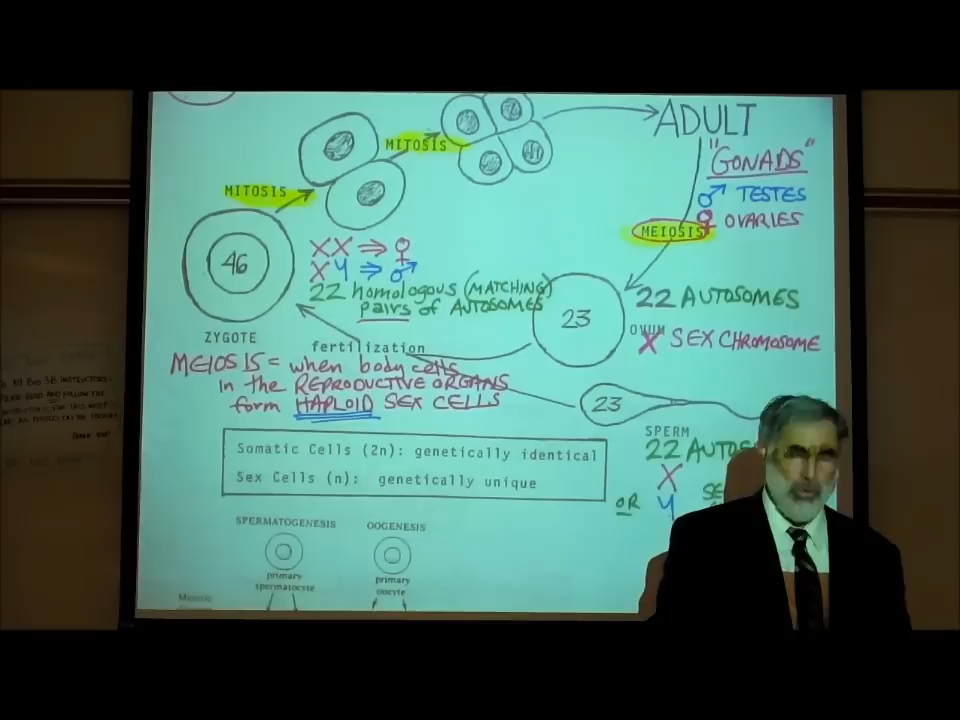 ADULT
MITOSIS
"GONADS"
♂ TESTES
♀ OVARIES
MITOSIS
MEIOSIS
46
XX ⇒ ♀
XY ⇒ ♂
22 homologous (MATCHING)
pairs of AUTOSOMES
23
22 AUTOSOMES
OVUM
X SEX CHROMOSOME
ZYGOTE
fertilization
MEIOSIS = when body cells
in the REPRODUCTIVE ORGANS
form HAPLOID SEX CELLS
23
SPERM
22 AUTOS
X
OR Y SE
Somatic Cells (2n): genetically identical
Sex Cells (n): genetically unique
SPERMATOGENESIS OOGENESIS
primary
spermatocyte
primary
oocyte
Meiotic